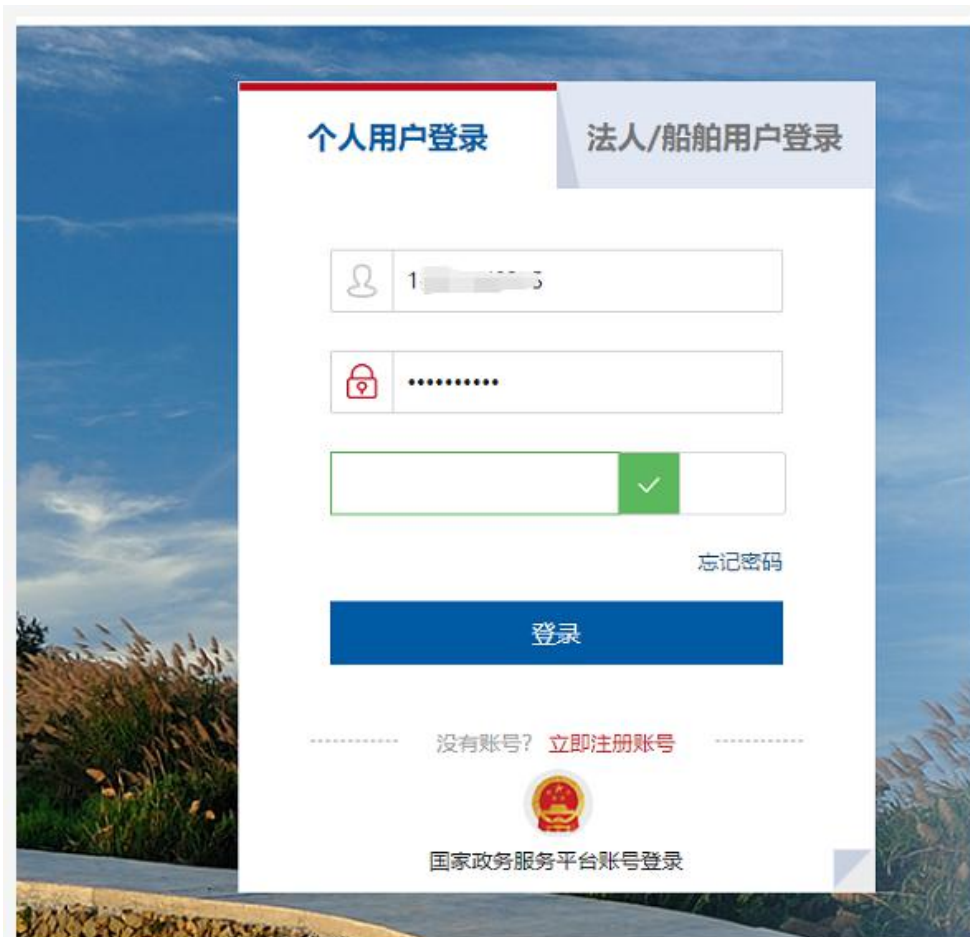 个人用户登录
法人/船舶用户登录
忘记密码
登录
没有账号? 立即注册账号
国家政务服务平台账号登录